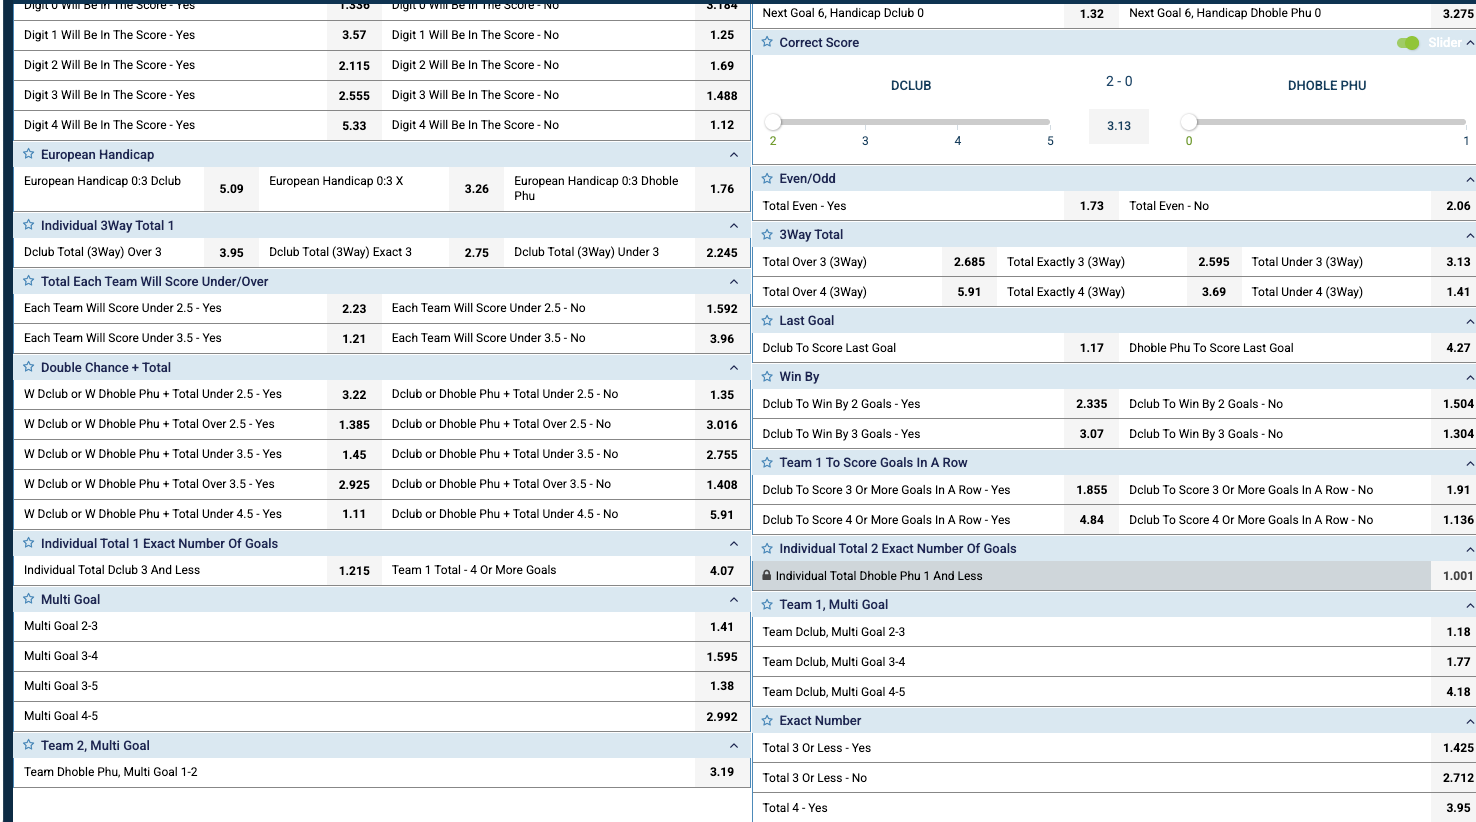 Digit 0 Will Be In The Score - Yes 1.336 Digit 0 Will Be In The Score - No 3.184
Digit 1 Will Be In The Score - Yes 3.57 Digit 1 Will Be In The Score - No 1.25
Digit 2 Will Be In The Score - Yes 2.115 Digit 2 Will Be In The Score - No 1.69
Digit 3 Will Be In The Score - Yes 2.555 Digit 3 Will Be In The Score - No 1.488
Digit 4 Will Be In The Score - Yes 5.33 Digit 4 Will Be In The Score - No 1.12
European Handicap
European Handicap 0:3 Dclub 5.09 European Handicap 0:3 X 3.26 European Handicap 0:3 Dhoble
Phu 1.76
Individual 3Way Total 1
Dclub Total (3Way) Over 3 3.95 Dclub Total (3Way) Exact 3 2.75 Dclub Total (3Way) Under 3 2.245
Total Each Team Will Score Under/Over
Each Team Will Score Under 2.5 - Yes 2.23 Each Team Will Score Under 2.5 - No 1.592
Each Team Will Score Under 3.5 - Yes 1.21 Each Team Will Score Under 3.5 - No 3.96
Double Chance + Total
W Dclub or W Dhoble Phu + Total Under 2.5 - Yes 3.22 Dclub or Dhoble Phu + Total Under 2.5 - No 1.35
W Dclub or W Dhoble Phu + Total Over 2.5 - Yes 1.385 Dclub or Dhoble Phu + Total Over 2.5 - No 3.016
W Dclub or W Dhoble Phu + Total Under 3.5 - Yes 1.45 Dclub or Dhoble Phu + Total Under 3.5 - No 2.755
W Dclub or W Dhoble Phu + Total Over 3.5 - Yes 2.925 Dclub or Dhoble Phu + Total Over 3.5 - No 1.408
W Dclub or W Dhoble Phu + Total Under 4.5 - Yes 1.11 Dclub or Dhoble Phu + Total Under 4.5 - No 5.91
Individual Total 1 Exact Number Of Goals
Individual Total Dclub 3 And Less 1.215 Team 1 Total - 4 Or More Goals 4.07
Multi Goal
Multi Goal 2-3 1.41
Multi Goal 3-4 1.595
Multi Goal 3-5 1.38
Multi Goal 4-5 2.992
Team 2, Multi Goal
Team Dhoble Phu, Multi Goal 1-2 3.19
Next Goal 6, Handicap Dclub 0 1.32 Next Goal 6, Handicap Dhoble Phu 0 3.275
Correct Score Slider
DCLUB 2 - 0 DHOBLE PHU
3.13
2 3 4 5 0 1
Even/Odd
Total Even - Yes 1.73 Total Even - No 2.06
3Way Total
Total Over 3 (3Way) 2.685 Total Exactly 3 (3Way) 2.595 Total Under 3 (3Way) 3.13
Total Over 4 (3Way) 5.91 Total Exactly 4 (3Way) 3.69 Total Under 4 (3Way) 1.41
Last Goal
Dclub To Score Last Goal 1.17 Dhoble Phu To Score Last Goal 4.27
Win By
Dclub To Win By 2 Goals - Yes 2.335 Dclub To Win By 2 Goals - No 1.504
Dclub To Win By 3 Goals - Yes 3.07 Dclub To Win By 3 Goals - No 1.304
Team 1 To Score Goals In A Row
Dclub To Score 3 Or More Goals In A Row - Yes 1.855 Dclub To Score 3 Or More Goals In A Row - No 1.91
Dclub To Score 4 Or More Goals In A Row - Yes 4.84 Dclub To Score 4 Or More Goals In A Row - No 1.136
Individual Total 2 Exact Number Of Goals
Individual Total Dhoble Phu 1 And Less 1.001
Team 1, Multi Goal
Team Dclub, Multi Goal 2-3 1.18
Team Dclub, Multi Goal 3-4 1.77
Team Dclub, Multi Goal 4-5 4.18
Exact Number
Total 3 Or Less - Yes 1.425
Total 3 Or Less - No 2.712
Total 4 - Yes 3.95